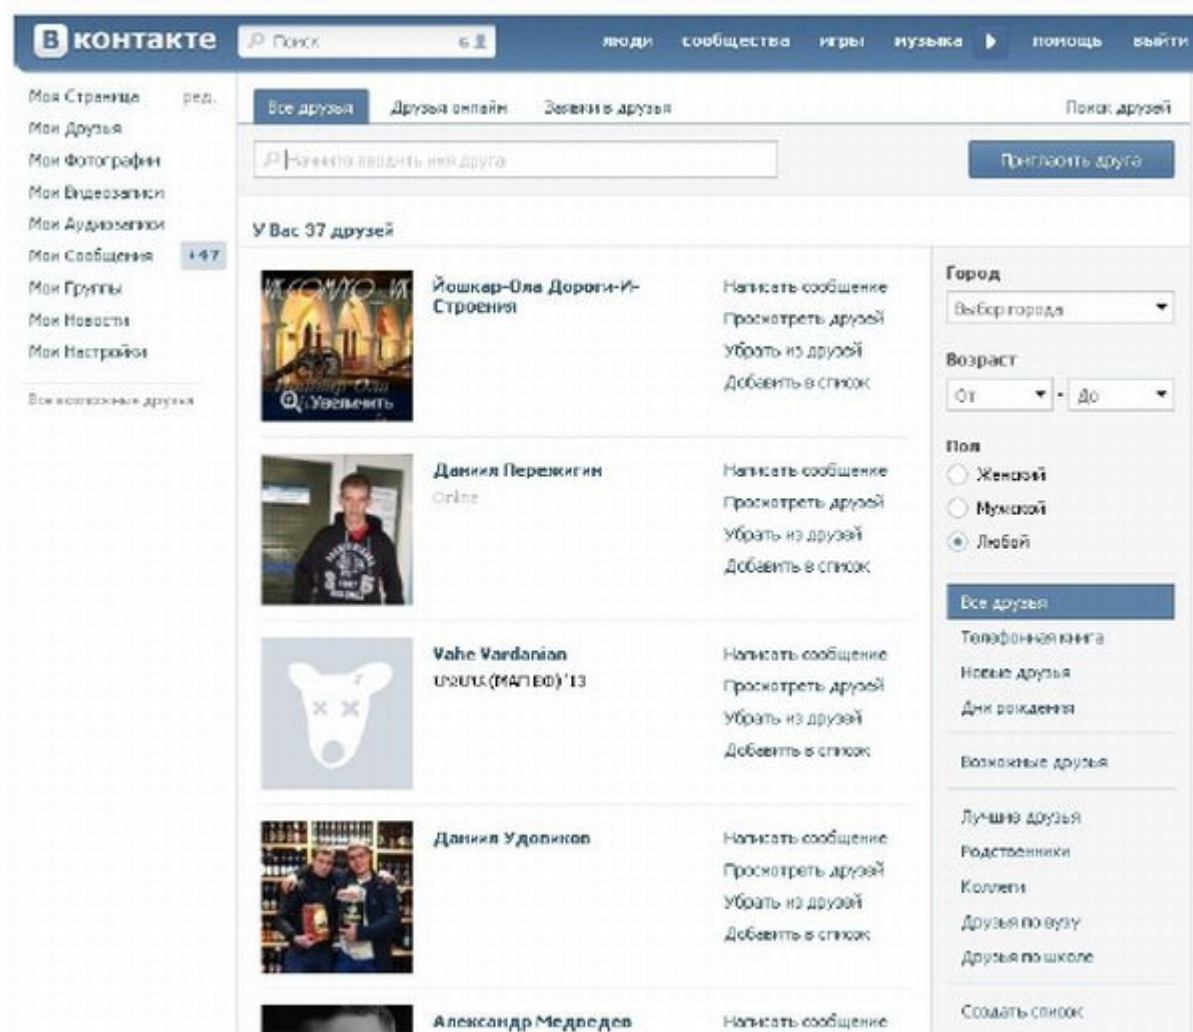 В контакте
Поиск
6
люди сообщества игры музыка помощь выйти
Моя Страница ред.
Мои Друзья
Мои Фотографии
Мои Видеозаписи
Мои Аудиозаписи
Мои Сообщения +47
Мои Группы
Мои Новости
Мои Настройки
Все возможные друзья
Все друзья Друзья онлайн Заявки в друзья Поиск друзей
Начните вводить имя друга
Пригласить друга
У Вас 37 друзей
Увеличить
Йошкар-Ола Дороги-И-
Строения
Написать сообщение
Просмотреть друзей
Убрать из друзей
Добавить в список
Даниил Пережигин
Online
Написать сообщение
Просмотреть друзей
Убрать из друзей
Добавить в список
Vahe Vardanian
'13
Написать сообщение
Просмотреть друзей
Убрать из друзей
Добавить в список
Даниил Удовиков
Написать сообщение
Просмотреть друзей
Убрать из друзей
Добавить в список
Александр Медведев
Написать сообщение
Город
Выбор города
Возраст
От - До
Пол
Женский
Мужской
Любой
Все друзья
Телефонная книга
Новые друзья
Дни рождения
Возможные друзья
Лучшие друзья
Родственники
Коллеги
Друзья по вузу
Друзья по школе
Создать список